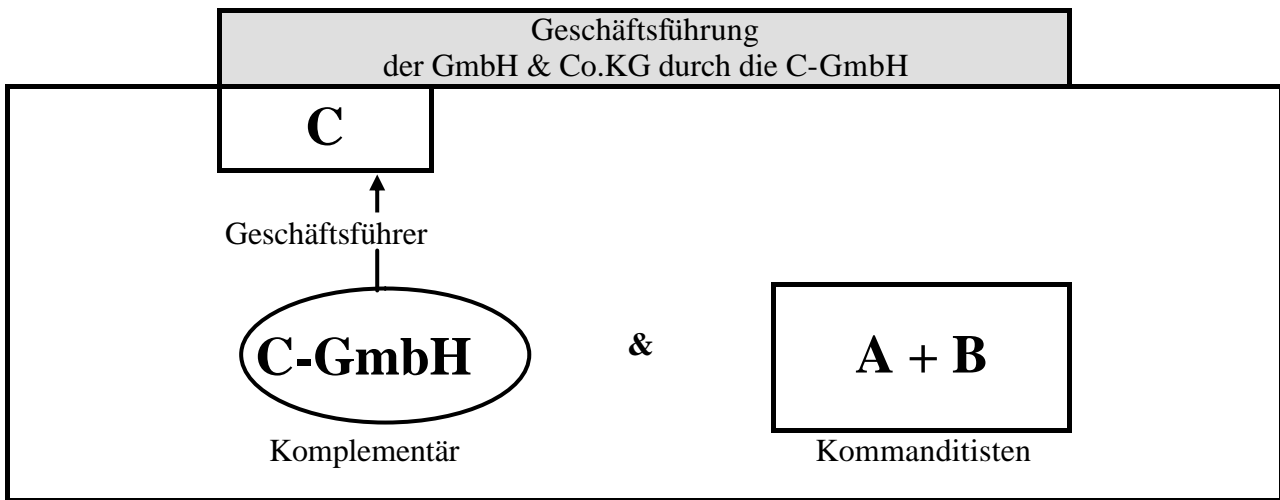 Geschäftsführung
der GmbH & Co.KG durch die C-GmbH
C
Geschäftsführer
C-GmbH
&
A + B
Komplementär
Kommanditisten